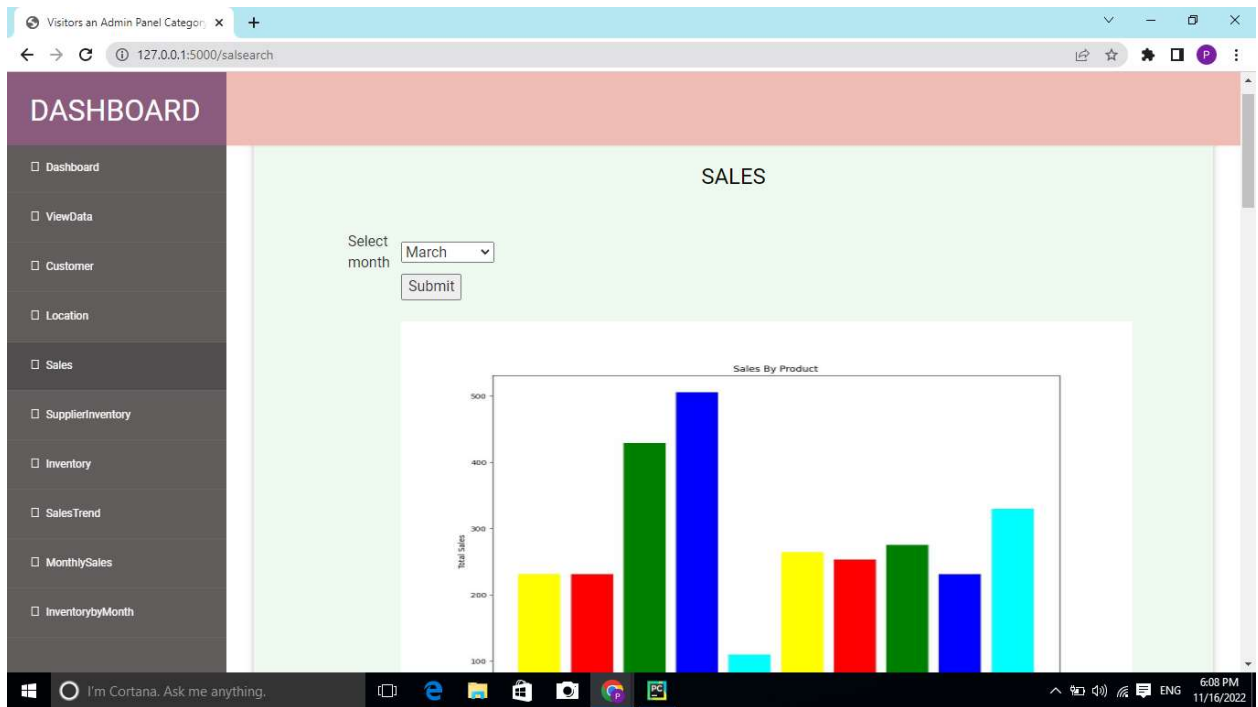 Visitors an Admin Panel Categor
127.0.0.1:5000/salsearch
P
DASHBOARD
Dashboard
ViewData
Customer
Location
Sales
SupplierInventory
Inventory
SalesTrend
MonthlySales
InventorybyMonth
SALES
Select
month
March
Submit
Sales By Product
500
400
300
200
100
Total Sales
I'm Cortana. Ask me anything.
PC
ENG
6:08 PM
11/16/2022